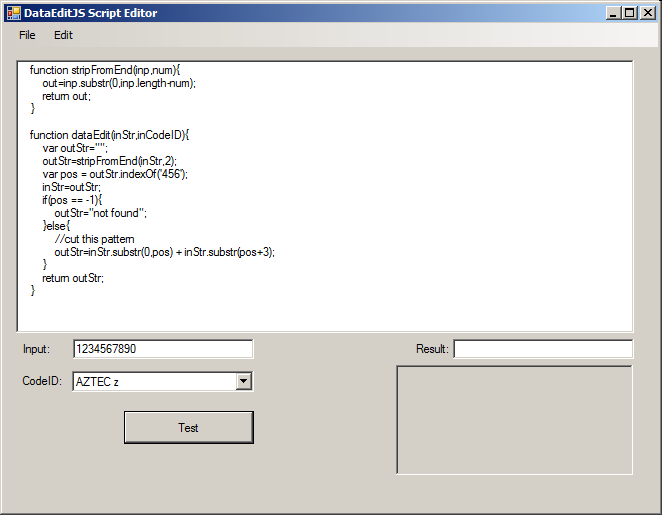 DataEditJS Script Editor
File Edit
function stripFromEnd(inp,num){
    out=inp.substr(0,inp.length-num);
    return out;
}

function dataEdit(inStr,inCodeID){
    var outStr="";
    outStr=stripFromEnd(inStr,2);
    var pos = outStr.indexOf('456');
    inStr=outStr;
    if(pos == -1){
        outStr="not found";
    }else{
        //cut this pattern
        outStr=inStr.substr(0,pos) + inStr.substr(pos+3);
    }
    return outStr;
}
Input: 1234567890 Result:
CodeID: AZTEC z
Test